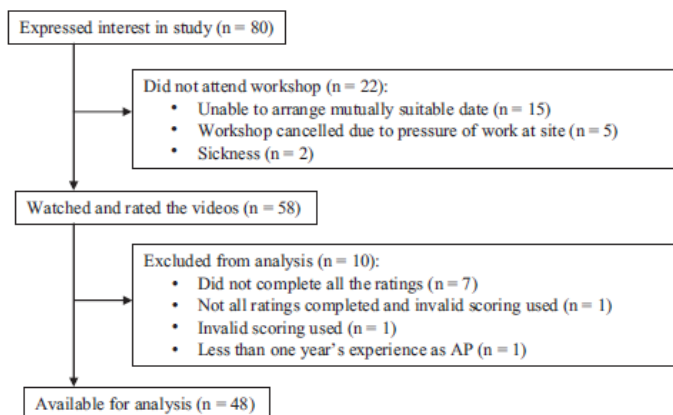 Expressed interest in study (n = 80)
Did not attend workshop (n = 22):
• Unable to arrange mutually suitable date (n = 15)
• Workshop cancelled due to pressure of work at site (n = 5)
• Sickness (n = 2)
Watched and rated the videos (n = 58)
Excluded from analysis (n = 10):
• Did not complete all the ratings (n = 7)
• Not all ratings completed and invalid scoring used (n = 1)
• Invalid scoring used (n = 1)
• Less than one year's experience as AP (n = 1)
Available for analysis (n = 48)